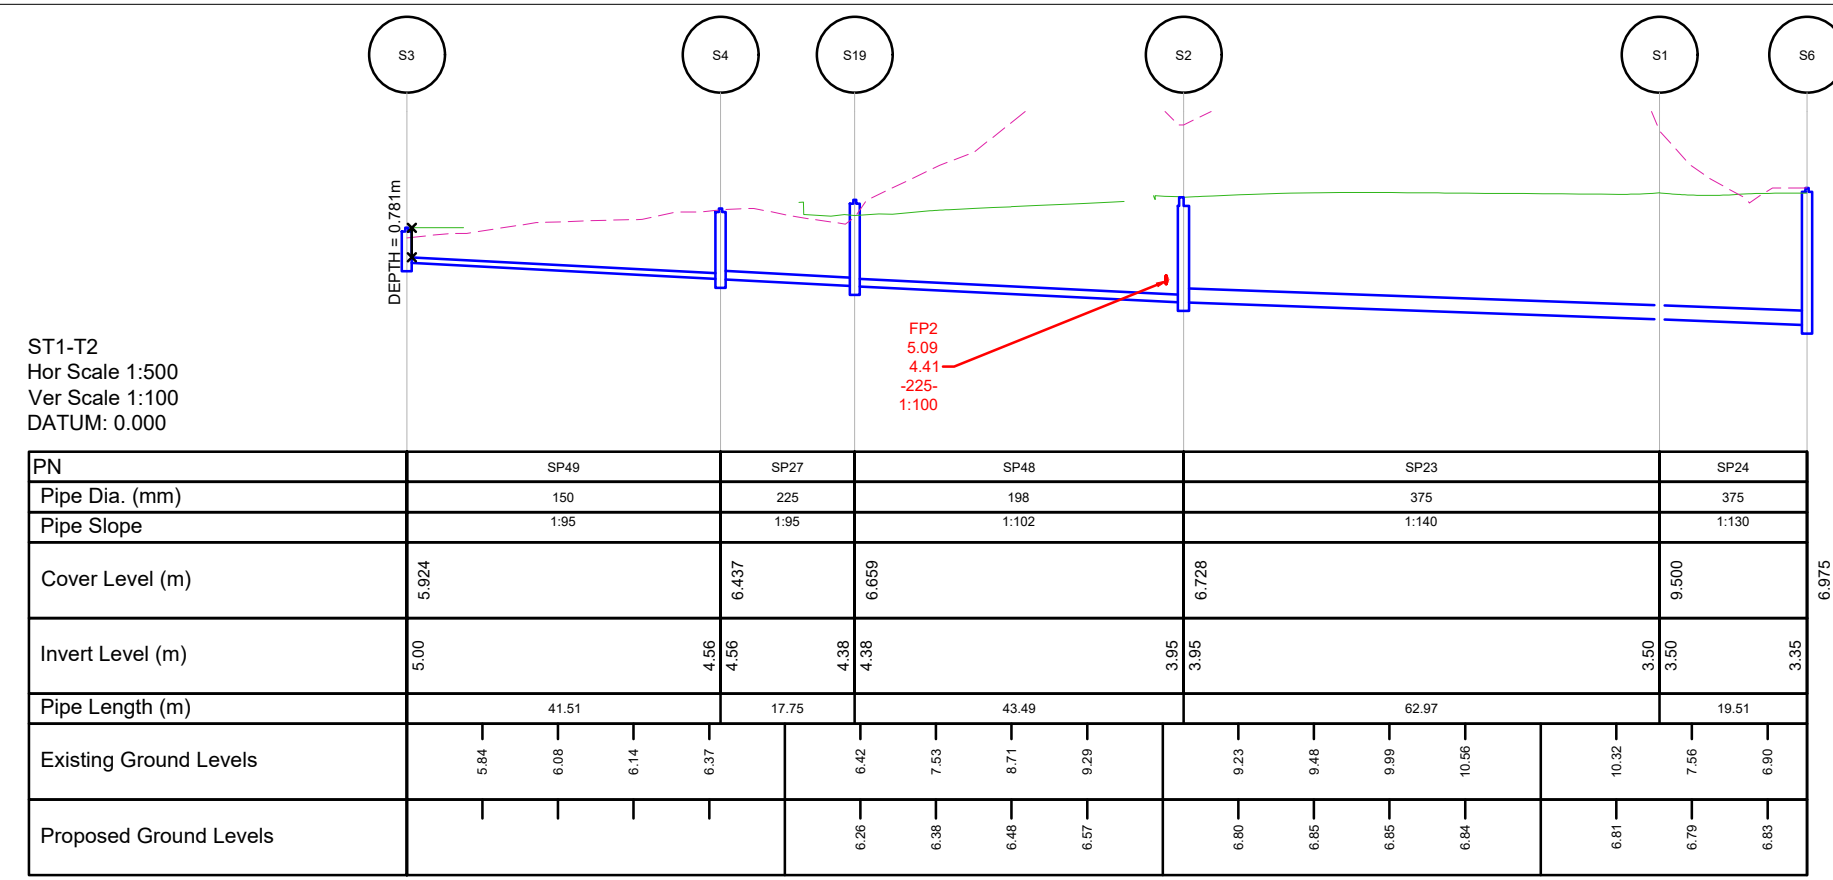 S3 S4 S19 S2 S1 S6
DEPTH = 0.781m
FP2
5.09
4.41
-225-
1:100
ST1-T2
Hor Scale 1:500
Ver Scale 1:100
DATUM: 0.000
PN SP49 SP27 SP48 SP23 SP24
Pipe Dia. (mm) 150 225 198 375 375
Pipe Slope 1:95 1:95 1:102 1:140 1:130
Cover Level (m) 5.924 6.437 6.659 6.728 9.500 6.975
Invert Level (m) 5.00 4.56 4.56 4.38 4.38 3.95 3.95 3.50 3.50 3.35
Pipe Length (m) 41.51 17.75 43.49 62.97 19.51
Existing Ground Levels 5.84 6.08 6.14 6.37 6.42 7.53 8.71 9.29 9.23 9.48 9.99 10.56 10.32 7.56 6.90
Proposed Ground Levels 6.26 6.38 6.48 6.57 6.80 6.85 6.85 6.84 6.81 6.79 6.83